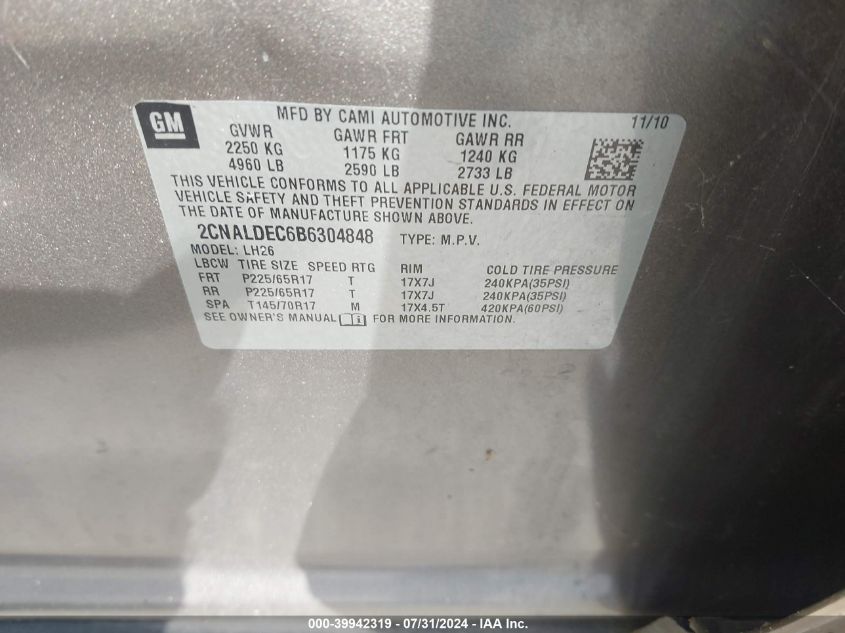 GM
MFD BY CAMI AUTOMOTIVE INC. 11/10
GVWR GAWR FRT GAWR RR
2250 KG 1175 KG 1240 KG
4960 LB 2590 LB 2733 LB
THIS VEHICLE CONFORMS TO ALL APPLICABLE U.S. FEDERAL MOTOR
VEHICLE SAFETY AND THEFT PREVENTION STANDARDS IN EFFECT ON
THE DATE OF MANUFACTURE SHOWN ABOVE.
2CNALDEC6B6304848 TYPE: M.P.V.
MODEL: LH26
LBCW TIRE SIZE SPEED RTG RIM COLD TIRE PRESSURE
FRT P225/65R17 T 17X7J 240KPA(35PSI)
RR P225/65R17 T 17X7J 240KPA(35PSI)
SPA T145/70R17 M 17X4.5T 420KPA(60PSI)
SEE OWNER'S MANUAL i FOR MORE INFORMATION.
000-39942319 - 07/31/2024 - IAA Inc.